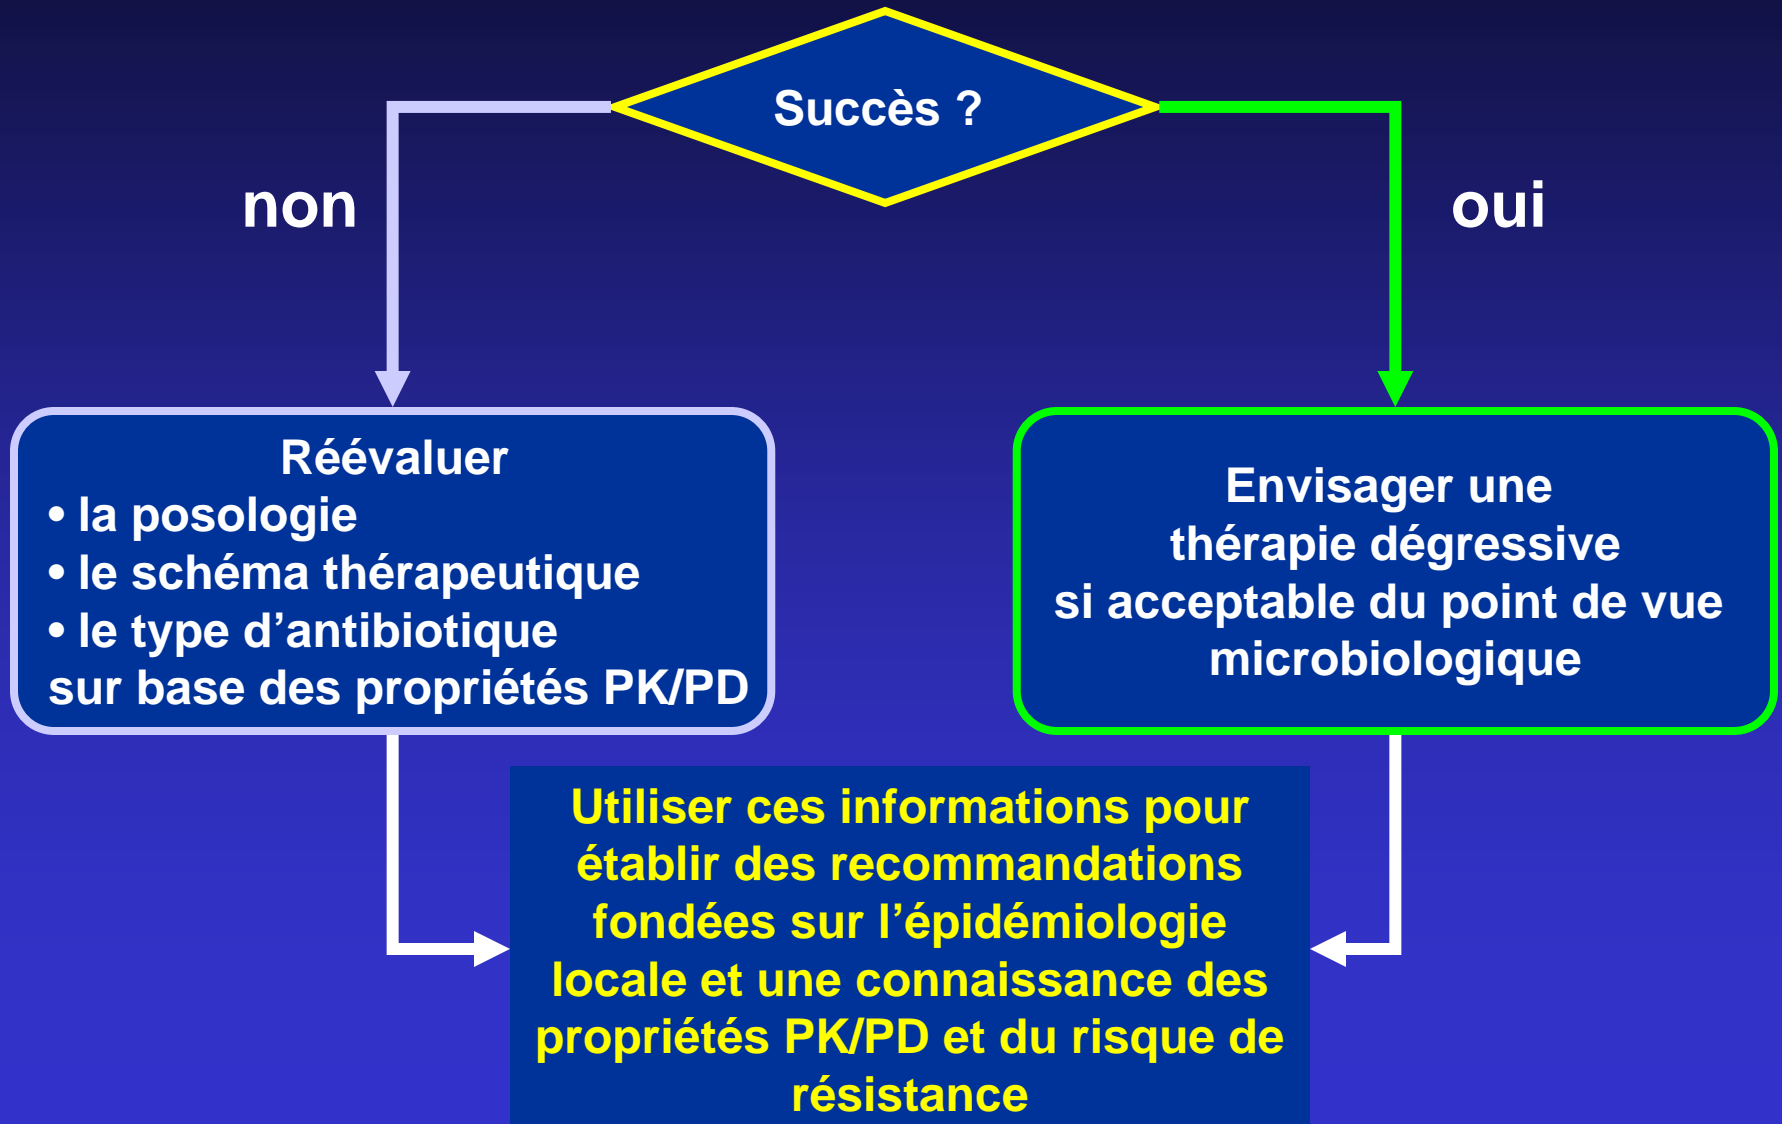 Succès ?
non
oui
Réévaluer
• la posologie
• le schéma thérapeutique
• le type d’antibiotique
sur base des propriétés PK/PD
Envisager une
thérapie dégressive
si acceptable du point de vue
microbiologique
Utiliser ces informations pour
établir des recommandations
fondées sur l’épidémiologie
locale et une connaissance des
propriétés PK/PD et du risque de
résistance